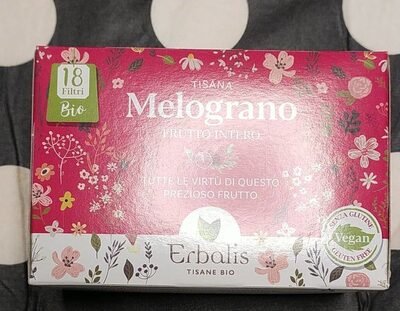 18
Filtri
Bio
TISANA
Melograno
FRUTTO INTERO
TUTTE LE VIRTÙ DI QUESTO
PREZIOSO FRUTTO
Erbalis
TISANE BIO
SENZA GLUTINE
Vegan
GLUTEN FREE